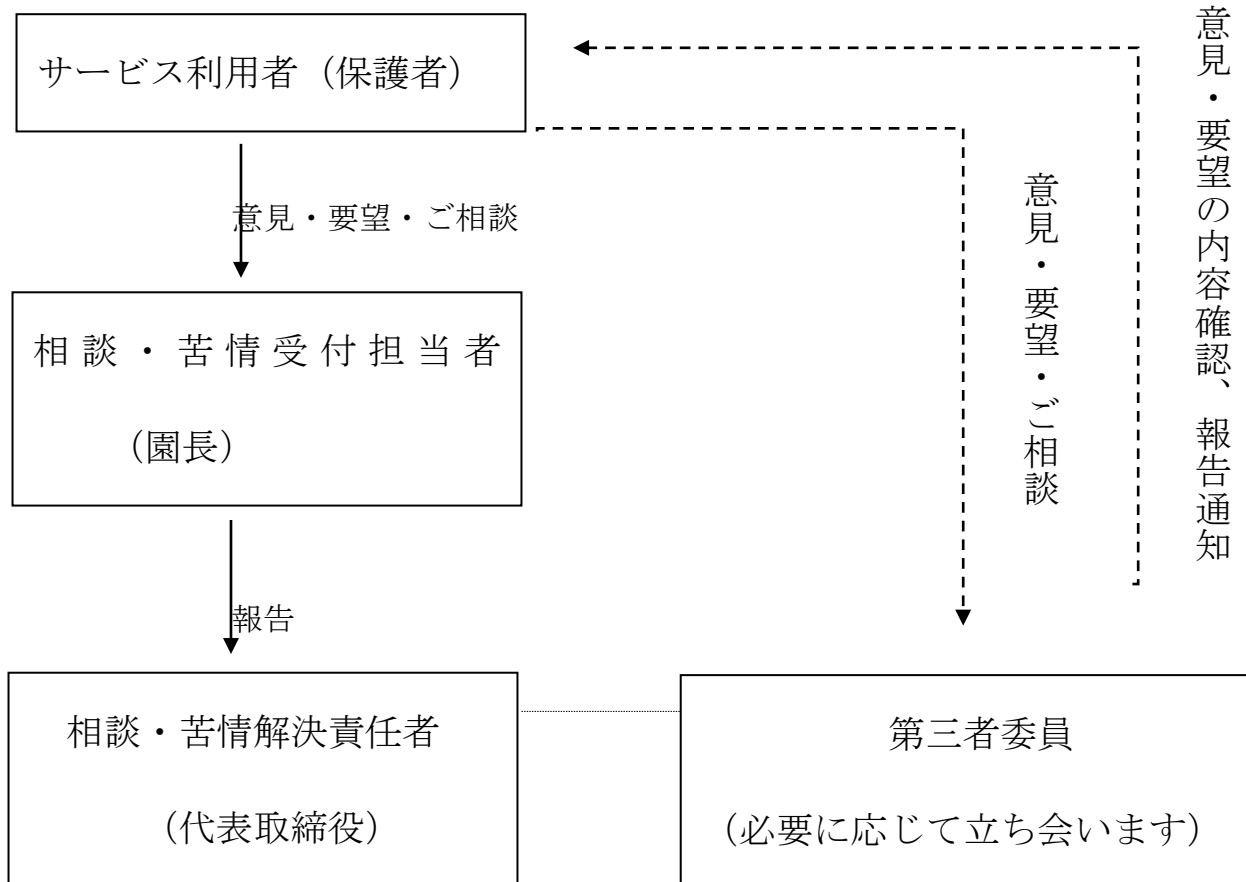 サービス利用者（保護者）
意見・要望・ご相談
相談・苦情受付担当者
（園長）
報告
相談・苦情解決責任者
（代表取締役）
意見・要望・ご相談
意見・要望の内容確認、報告通知
第三者委員
（必要に応じて立ち会います）